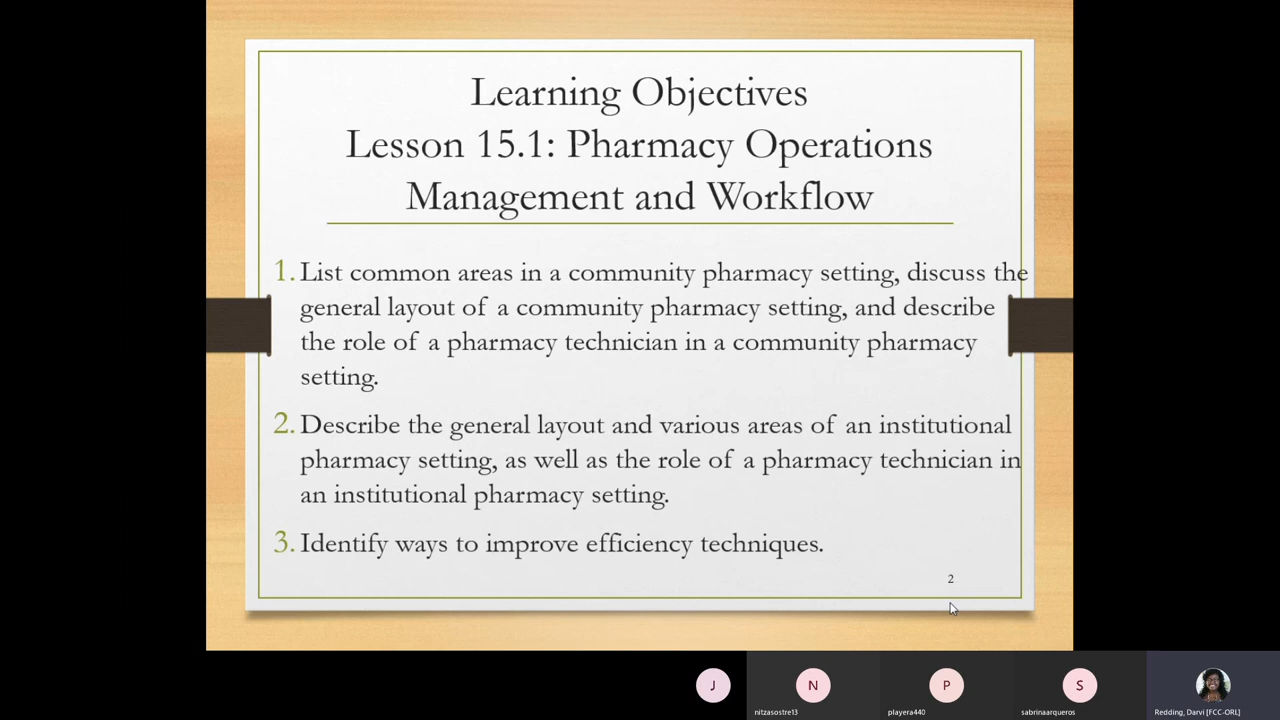 Learning Objectives
Lesson 15.1: Pharmacy Operations
Management and Workflow
1. List common areas in a community pharmacy setting, discuss the
general layout of a community pharmacy setting, and describe
the role of a pharmacy technician in a community pharmacy
setting.
2. Describe the general layout and various areas of an institutional
pharmacy setting, as well as the role of a pharmacy technician in
an institutional pharmacy setting.
3. Identify ways to improve efficiency techniques.
2
J
N
P
S
nitzasostre13
playera440
sabrinaarqueros
Redding, Darvi [FCC-ORL]